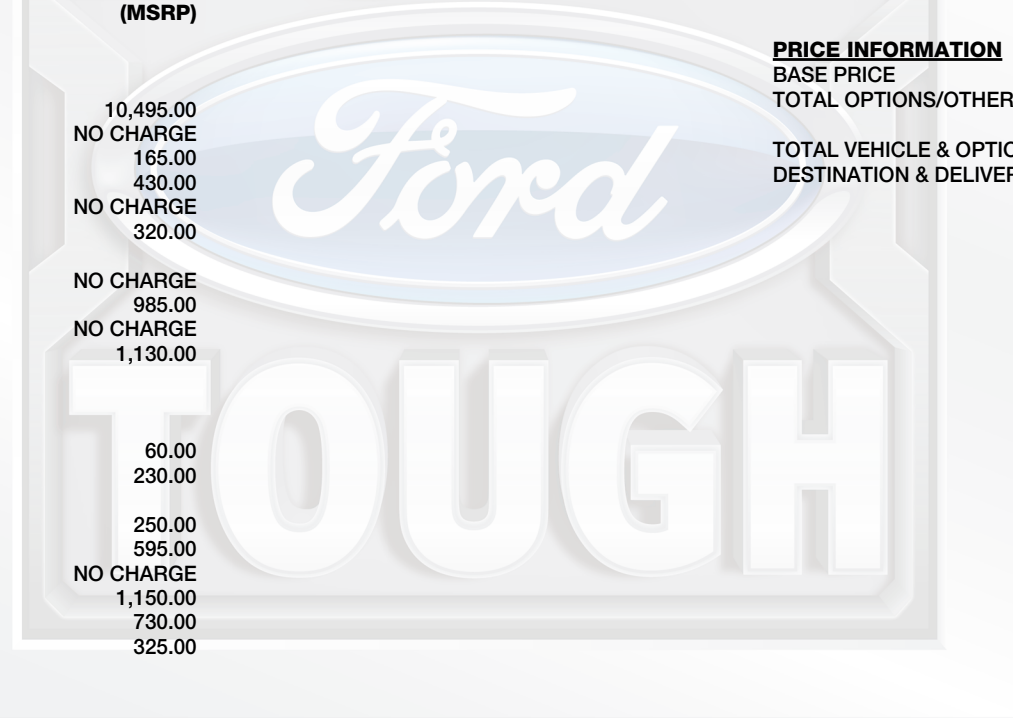 (MSRP)
10,495.00
NO CHARGE
165.00
430.00
NO CHARGE
320.00
NO CHARGE
985.00
NO CHARGE
1,130.00
60.00
230.00
250.00
595.00
NO CHARGE
1,150.00
730.00
325.00
PRICE INFORMATION
BASE PRICE
TOTAL OPTIONS/OTHER
TOTAL VEHICLE & OPTIO
DESTINATION & DELIVER
Ford
TOUGH